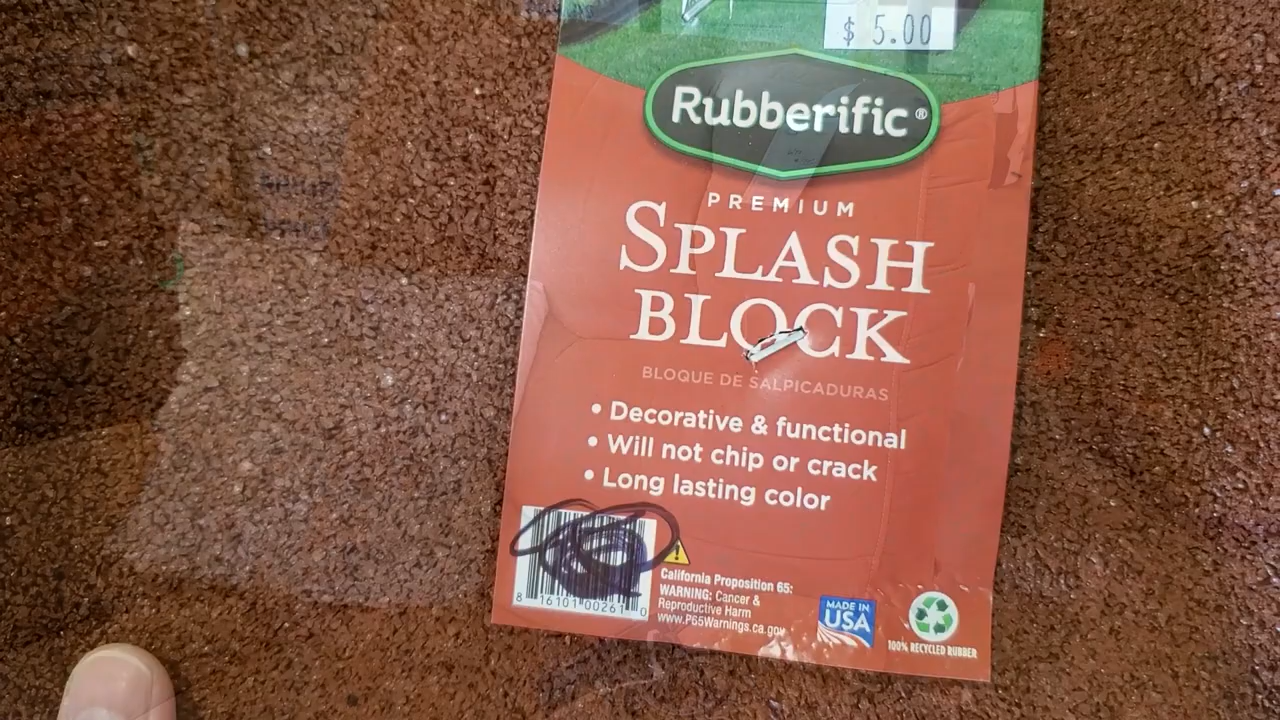 $ 5.00
Rubberific®
PREMIUM
SPLASH
BLOCK
BLOQUE DE SALPICADURAS
• Decorative & functional
• Will not chip or crack
• Long lasting color
California Proposition 65:
WARNING: Cancer &
Reproductive Harm
www.P65Warnings.ca.gov
8 16101 00261 0
MADE IN
USA
100% RECYCLED RUBBER